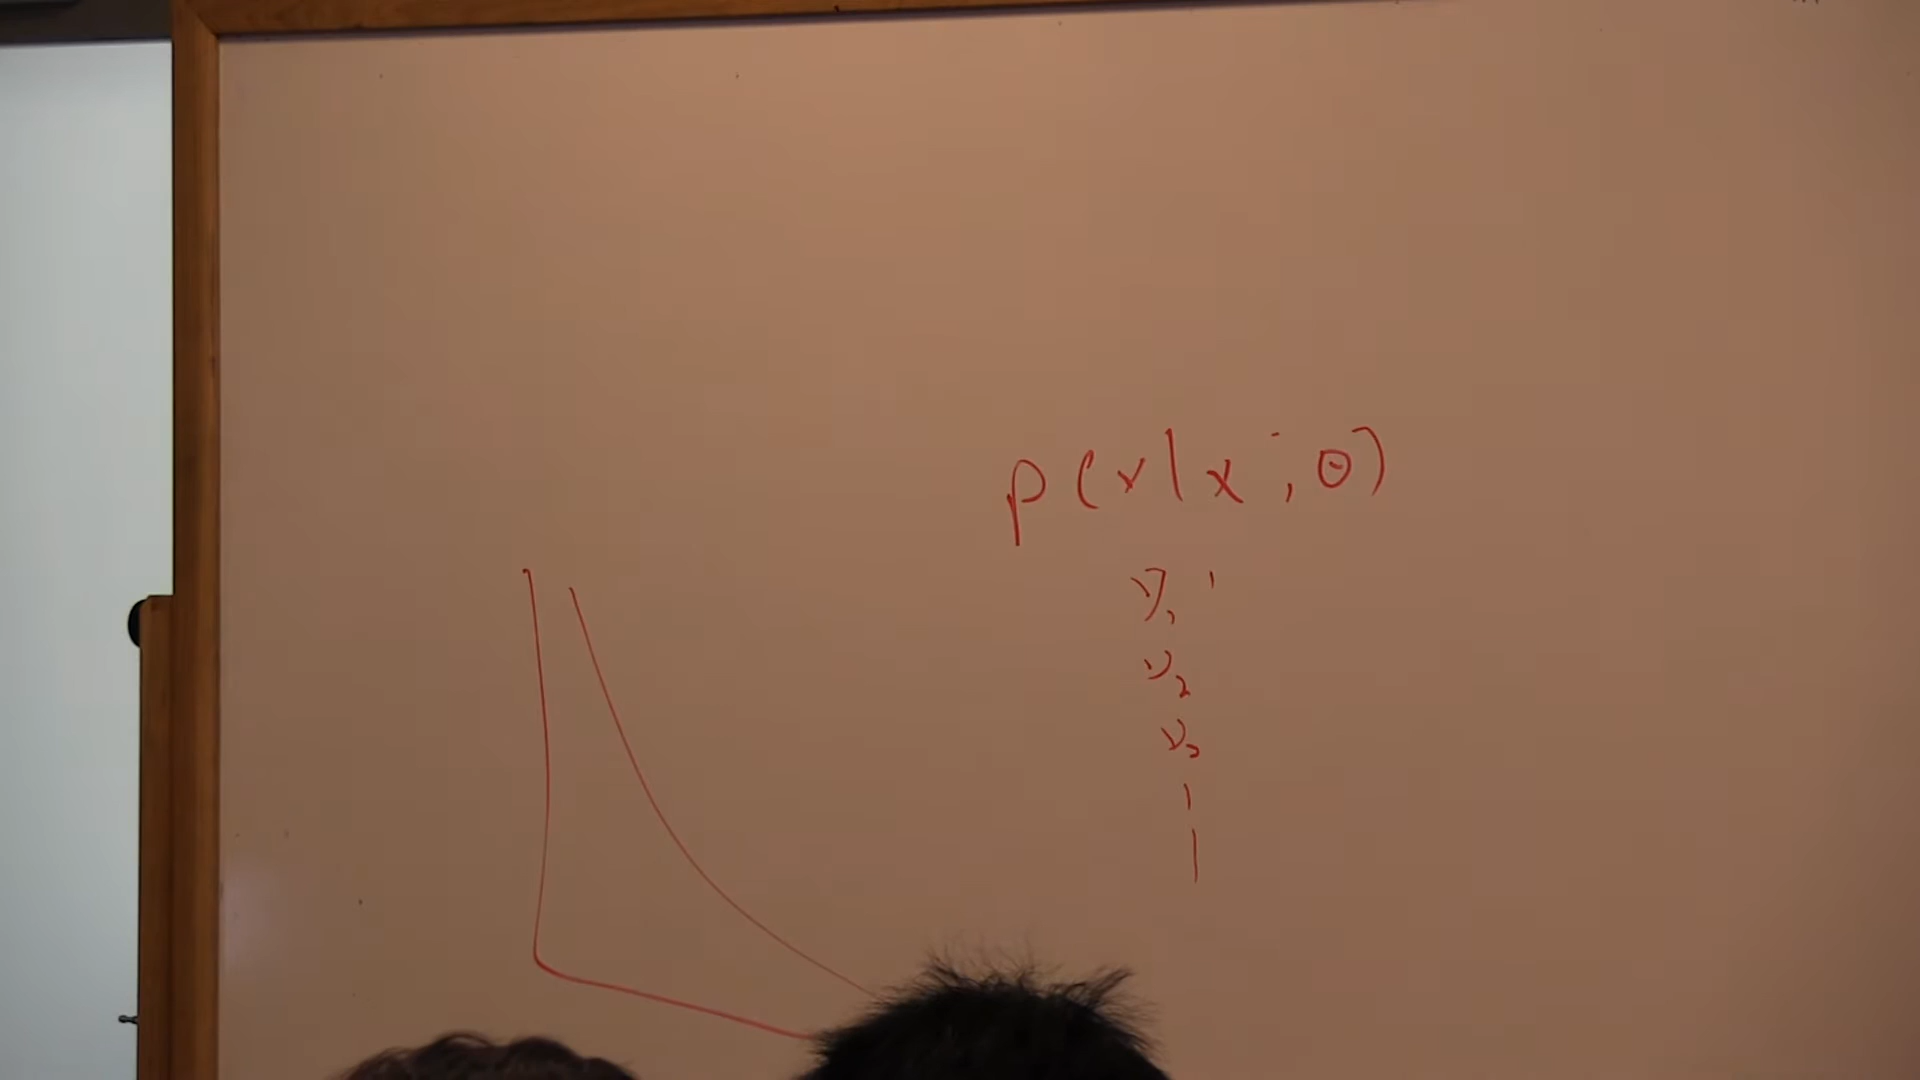 p(y|x; θ)
y₁
y₂
y₃